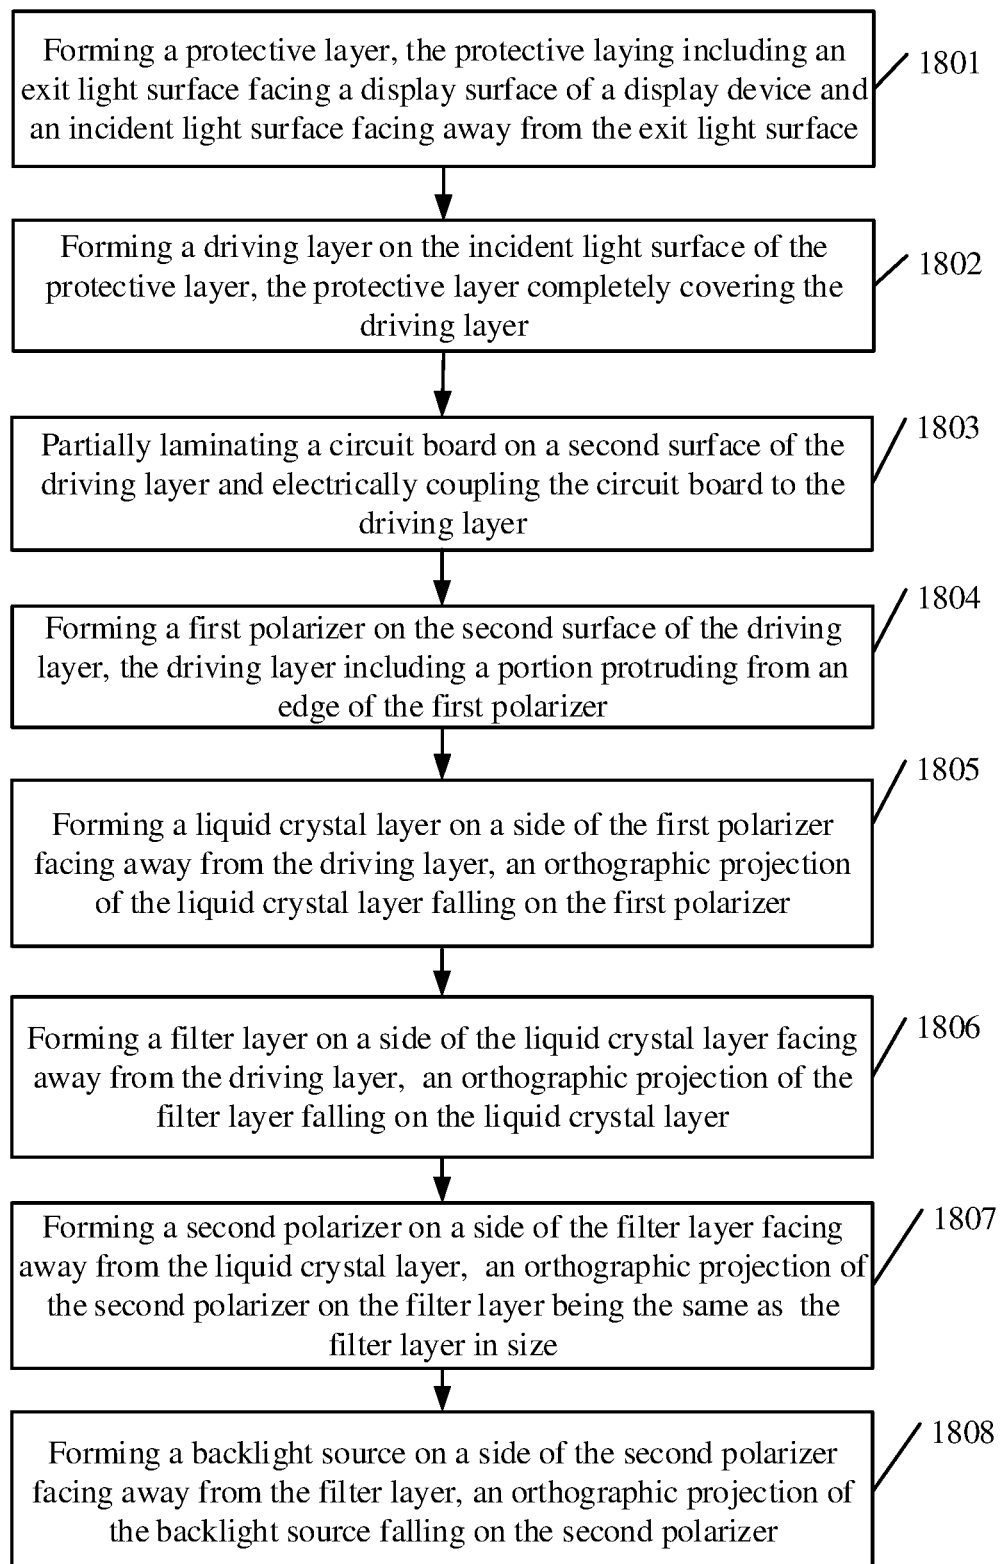 Forming a protective layer, the protective laying including an
exit light surface facing a display surface of a display device and
an incident light surface facing away from the exit light surface
1801
Forming a driving layer on the incident light surface of the
protective layer, the protective layer completely covering the
driving layer
1802
Partially laminating a circuit board on a second surface of the
driving layer and electrically coupling the circuit board to the
driving layer
1803
Forming a first polarizer on the second surface of the driving
layer, the driving layer including a portion protruding from an
edge of the first polarizer
1804
Forming a liquid crystal layer on a side of the first polarizer
facing away from the driving layer, an orthographic projection
of the liquid crystal layer falling on the first polarizer
1805
Forming a filter layer on a side of the liquid crystal layer facing
away from the driving layer, an orthographic projection of the
filter layer falling on the liquid crystal layer
1806
Forming a second polarizer on a side of the filter layer facing
away from the liquid crystal layer, an orthographic projection of
the second polarizer on the filter layer being the same as the
filter layer in size
1807
Forming a backlight source on a side of the second polarizer
facing away from the filter layer, an orthographic projection of
the backlight source falling on the second polarizer
1808